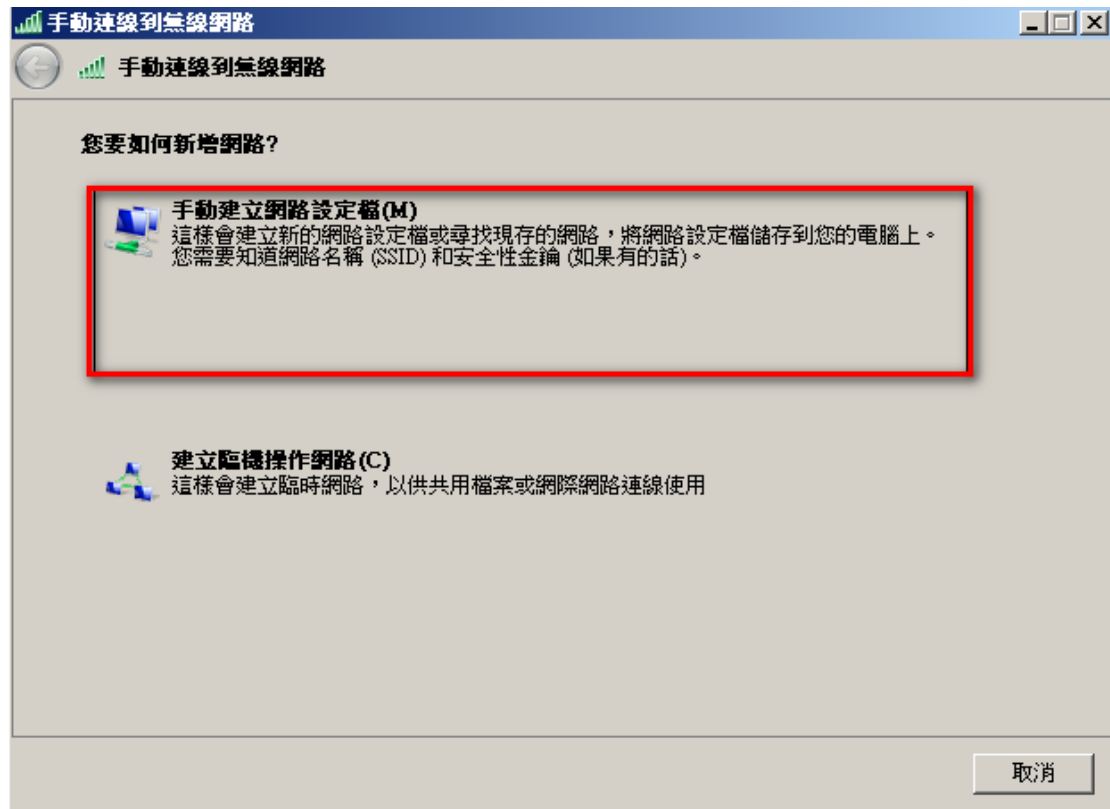 手動連線到無線網路
手動連線到無線網路
您要如何新增網路?
手動建立網路設定檔(M)
這樣會建立新的網路設定檔或尋找現存的網路，將網路設定檔儲存到您的電腦上。
您需要知道網路名稱 (SSID) 和安全性金鑰 (如果有的話)。
建立臨機操作網路(C)
這樣會建立臨時網路，以供共用檔案或網際網路連線使用
取消